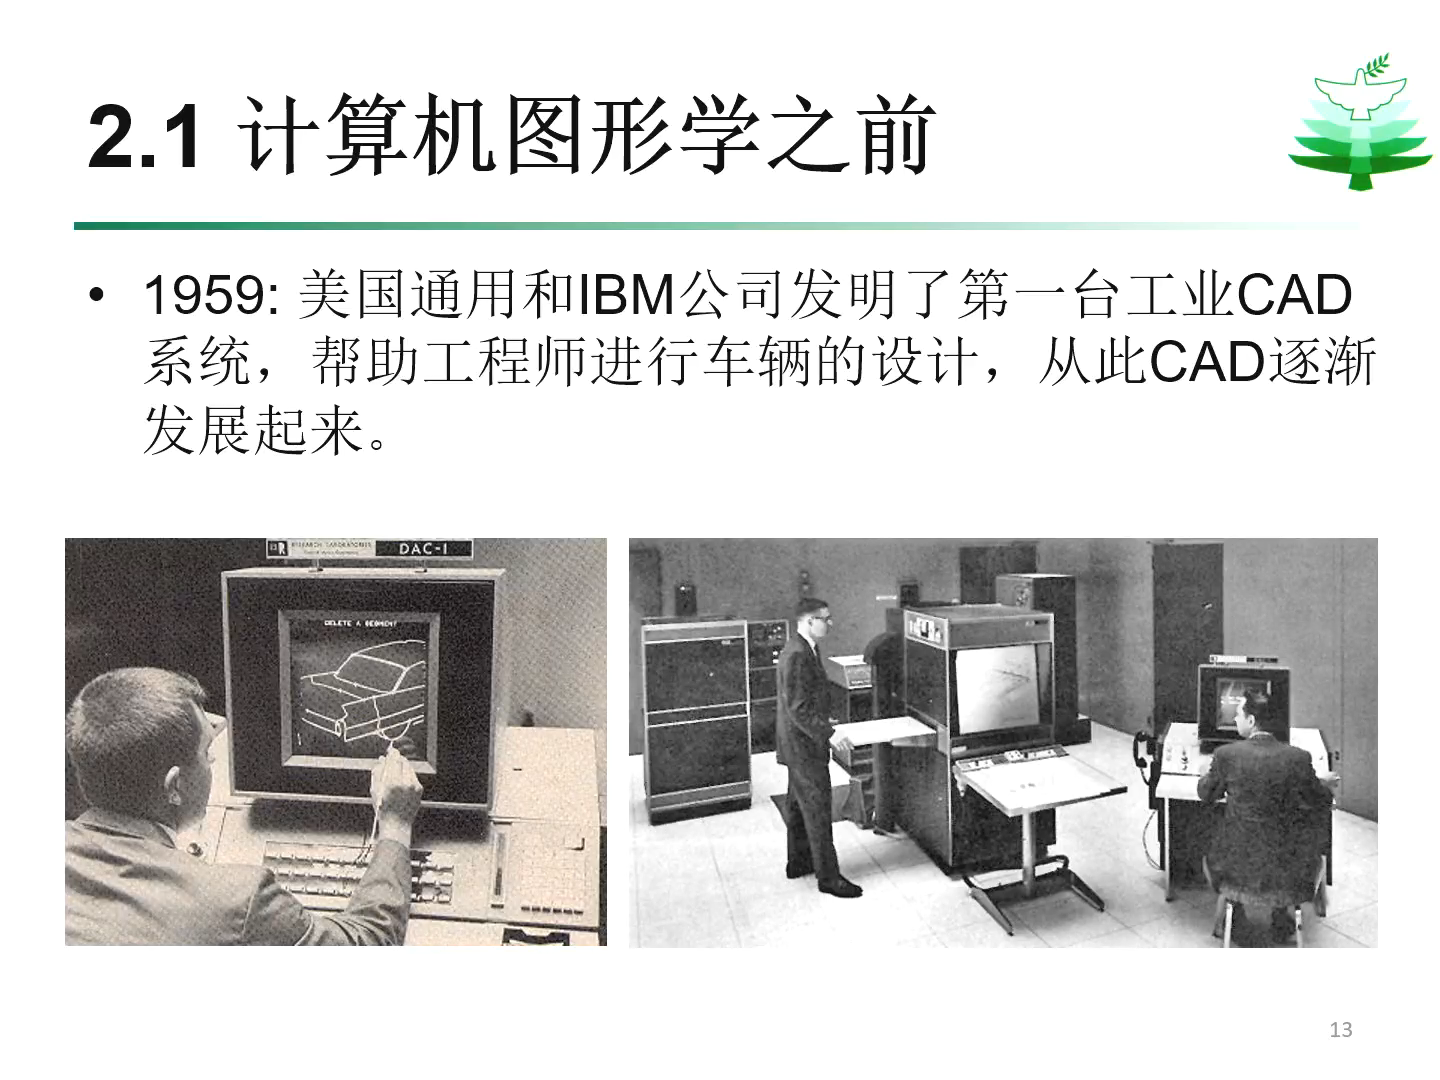 2.1 计算机图形学之前
• 1959: 美国通用和IBM公司发明了第一台工业CAD
系统，帮助工程师进行车辆的设计，从此CAD逐渐
发展起来。
RESEARCH LABORATORIES
DAC-I
DELETE A SEGMENT
13